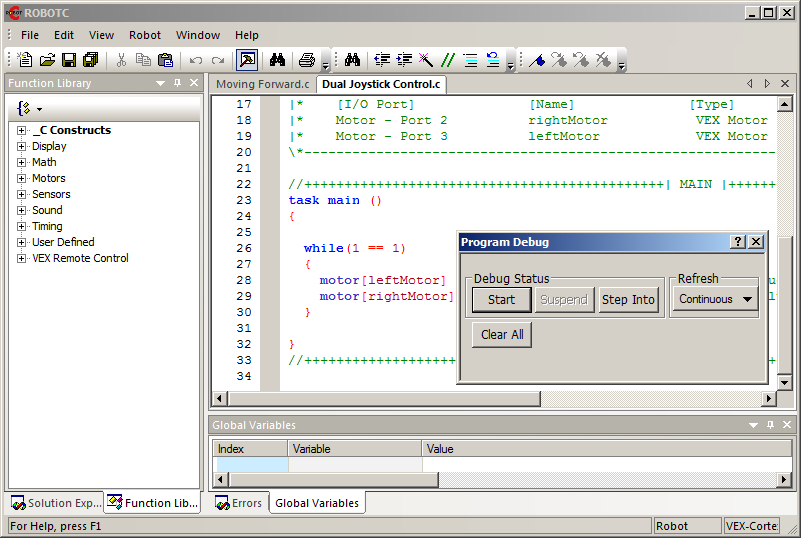 ROBOTC
File Edit View Robot Window Help
Function Library
_C Constructs
Display
Math
Motors
Sensors
Sound
Timing
User Defined
VEX Remote Control
Solution Exp... Function Lib...
Moving Forward.c Dual Joystick Control.c
17 |* [I/O Port] [Name] [Type]
18 |* Motor - Port 2 rightMotor VEX Motor
19 |* Motor - Port 3 leftMotor VEX Motor
20 \*-----------------------------------------------------------
21
22 //+++++++++++++++++++++++++++++++++++++++++++++| MAIN |+++++++
23 task main ()
24 {
25
26 while(1 == 1)
27 {
28 motor[leftMotor]
29 motor[rightMotor]
30 }
31
32 }
33 //++++++++++++++++++++
34
Program Debug
Debug Status
Start Suspend Step Into
Refresh
Continuous
Clear All
Global Variables
Index Variable Value
Errors Global Variables
For Help, press F1 Robot VEX-Corte